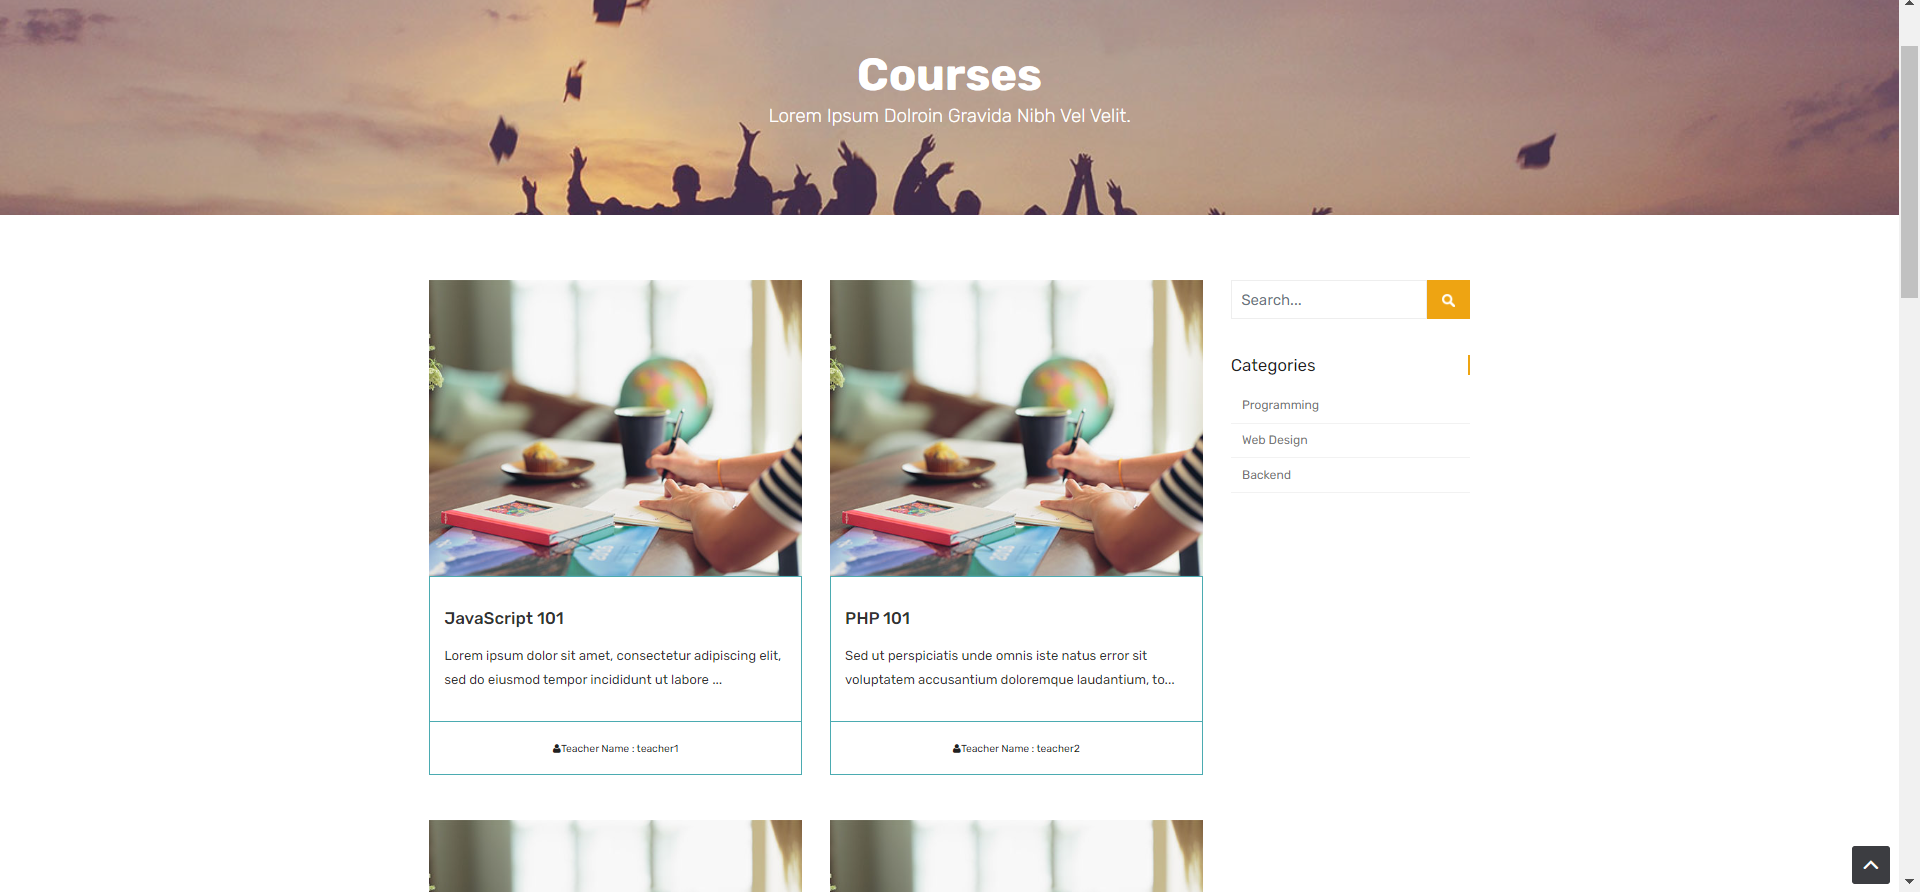 Courses
Lorem Ipsum Dolroin Gravida Nibh Vel Velit.
JavaScript 101
Lorem ipsum dolor sit amet, consectetur adipiscing elit,
sed do eiusmod tempor incididunt ut labore ...
Teacher Name : teacher1
PHP 101
Sed ut perspiciatis unde omnis iste natus error sit
voluptatem accusantium doloremque laudantium, to...
Teacher Name : teacher2
Search...
Categories
Programming
Web Design
Backend